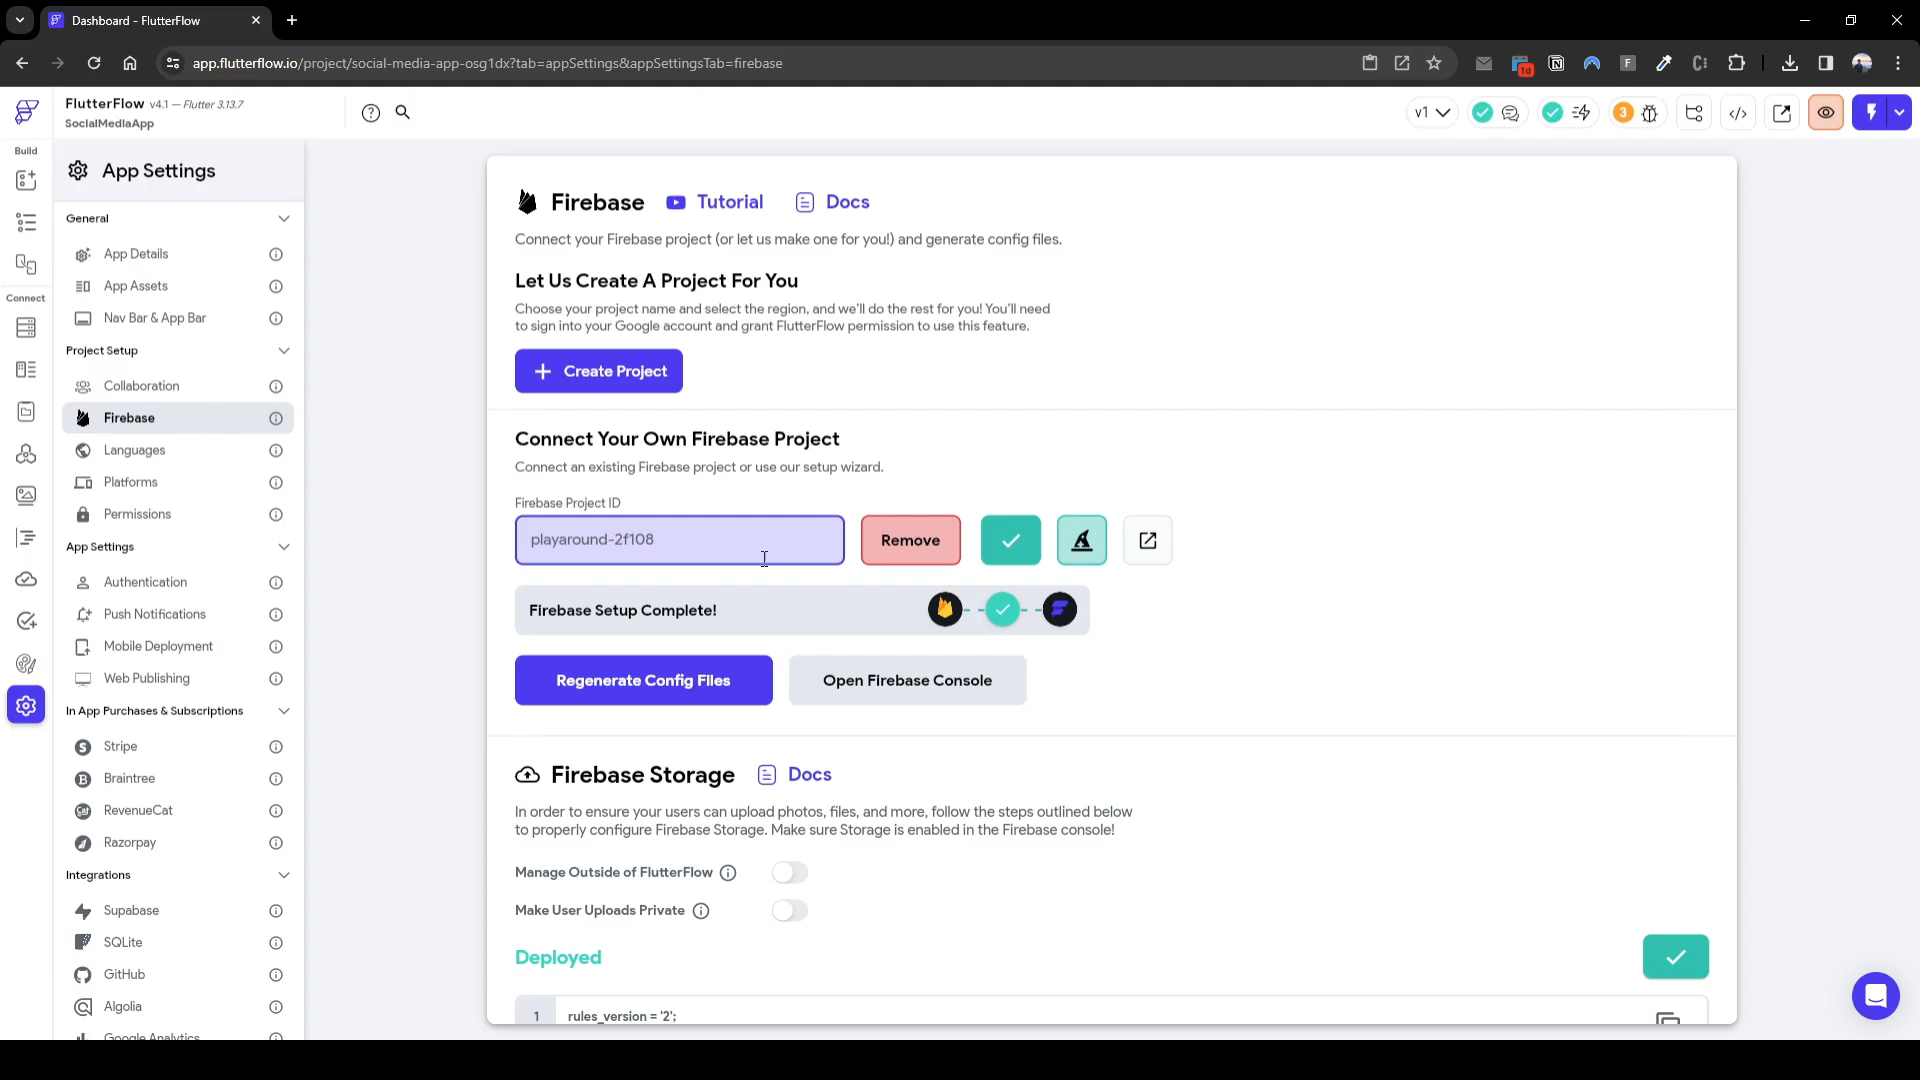 Dashboard - FlutterFlow
app.flutterflow.io/project/social-media-app-osg1dx?tab=appSettings&appSettingsTab=firebase
1d
FlutterFlow v4.1 — Flutter 3.13.7
SocialMediaApp
v1
3
Build
Connect
App Settings
General
App Details
App Assets
Nav Bar & App Bar
Project Setup
Collaboration
Firebase
Languages
Platforms
Permissions
App Settings
Authentication
Push Notifications
Mobile Deployment
Web Publishing
In App Purchases & Subscriptions
Stripe
Braintree
RevenueCat
Razorpay
Integrations
Supabase
SQLite
GitHub
Algolia
Google Analytics
Firebase Tutorial Docs
Connect your Firebase project (or let us make one for you!) and generate config files.
Let Us Create A Project For You
Choose your project name and select the region, and we'll do the rest for you! You'll need
to sign into your Google account and grant FlutterFlow permission to use this feature.
+ Create Project
Connect Your Own Firebase Project
Connect an existing Firebase project or use our setup wizard.
Firebase Project ID
playaround-2f108
Remove
Firebase Setup Complete!
Regenerate Config Files
Open Firebase Console
Firebase Storage Docs
In order to ensure your users can upload photos, files, and more, follow the steps outlined below
to properly configure Firebase Storage. Make sure Storage is enabled in the Firebase console!
Manage Outside of FlutterFlow
Make User Uploads Private
Deployed
1 rules_version = '2';